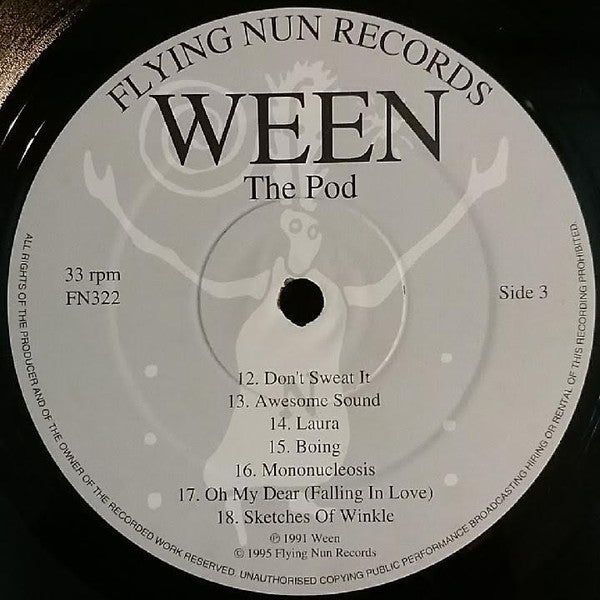 FLYING NUN RECORDS
WEEN
The Pod
33 rpm
FN322
Side 3
12. Don't Sweat It
13. Awesome Sound
14. Laura
15. Boing
16. Mononucleosis
17. Oh My Dear (Falling In Love)
18. Sketches Of Winkle
℗ 1991 Ween
© 1995 Flying Nun Records
ALL RIGHTS OF THE PRODUCER AND OF THE OWNER OF THE RECORDED WORK RESERVED. UNAUTHORISED COPYING PUBLIC PERFORMANCE BROADCASTING HIRING OR RENTAL OF THIS RECORDING PROHIBITED.